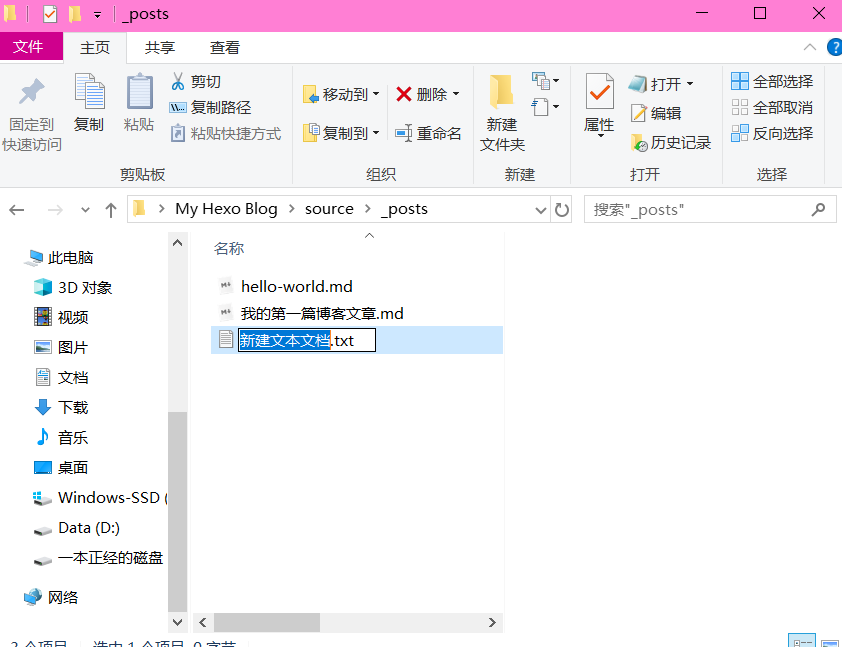 _posts
文件 主页 共享 查看
固定到
快速访问
复制
粘贴
剪切
复制路径
粘贴快捷方式
剪贴板
移动到
复制到
删除
重命名
组织
新建
文件夹
新建
属性
打开
编辑
历史记录
打开
全部选择
全部取消
反向选择
选择
My Hexo Blog > source > _posts
搜索"_posts"
此电脑
3D 对象
视频
图片
文档
下载
音乐
桌面
Windows-SSD (
Data (D:)
一本正经的磁盘
网络
名称
hello-world.md
我的第一篇博客文章.md
新建文本文档.txt
3 个项目 选中 1 个项目 0 字节